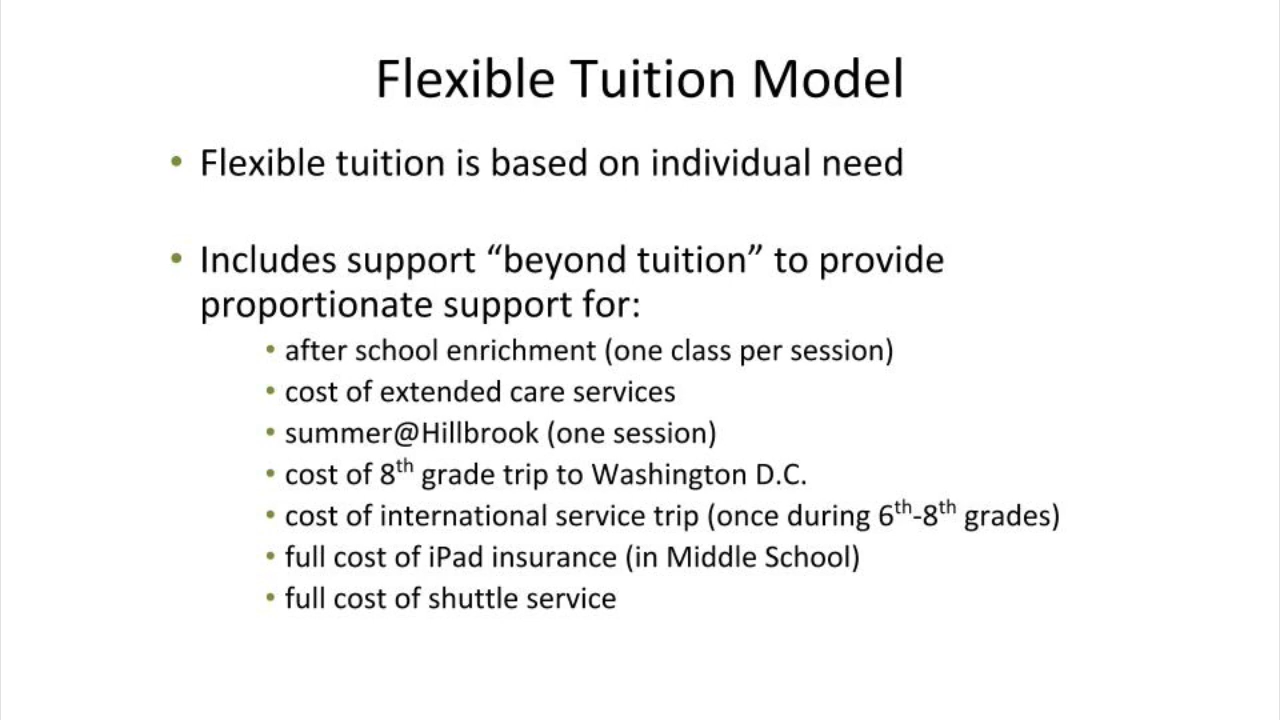 Flexible Tuition Model
• Flexible tuition is based on individual need
• Includes support “beyond tuition” to provide
proportionate support for:
• after school enrichment (one class per session)
• cost of extended care services
• summer@Hillbrook (one session)
• cost of 8th grade trip to Washington D.C.
• cost of international service trip (once during 6th-8th grades)
• full cost of iPad insurance (in Middle School)
• full cost of shuttle service